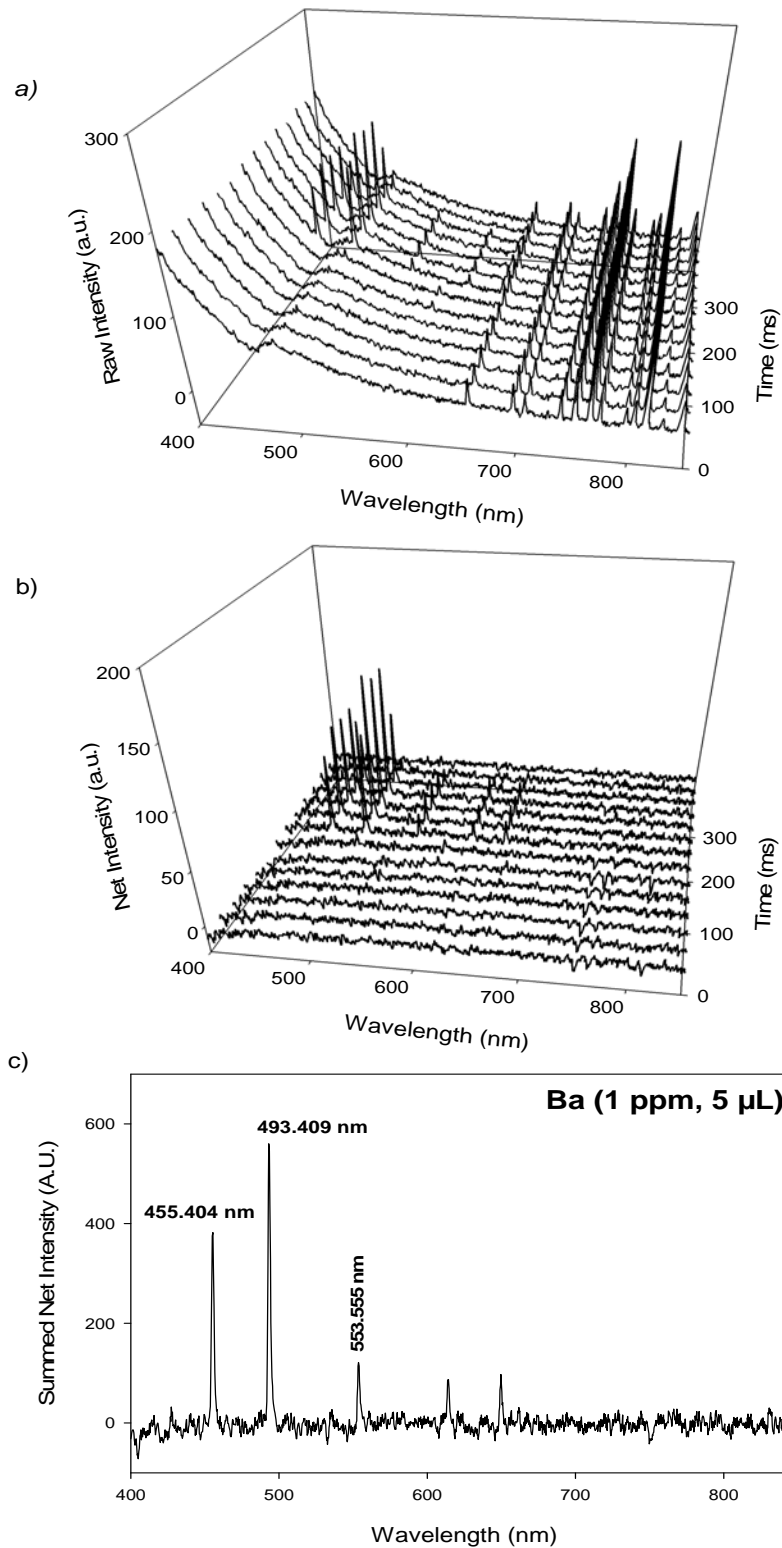 a)
300
200
100
0
Raw Intensity (a.u.)
400
500
600
700
800
Wavelength (nm)
0
100
200
300
Time (ms)
b)
200
150
100
50
0
Net Intensity (a.u.)
400
500
600
700
800
Wavelength (nm)
0
100
200
300
Time (ms)
c)
Ba (1 ppm, 5 µL)
493.409 nm
455.404 nm
553.555 nm
600
400
200
0
Summed Net Intensity (A.U.)
400
500
600
700
800
Wavelength (nm)